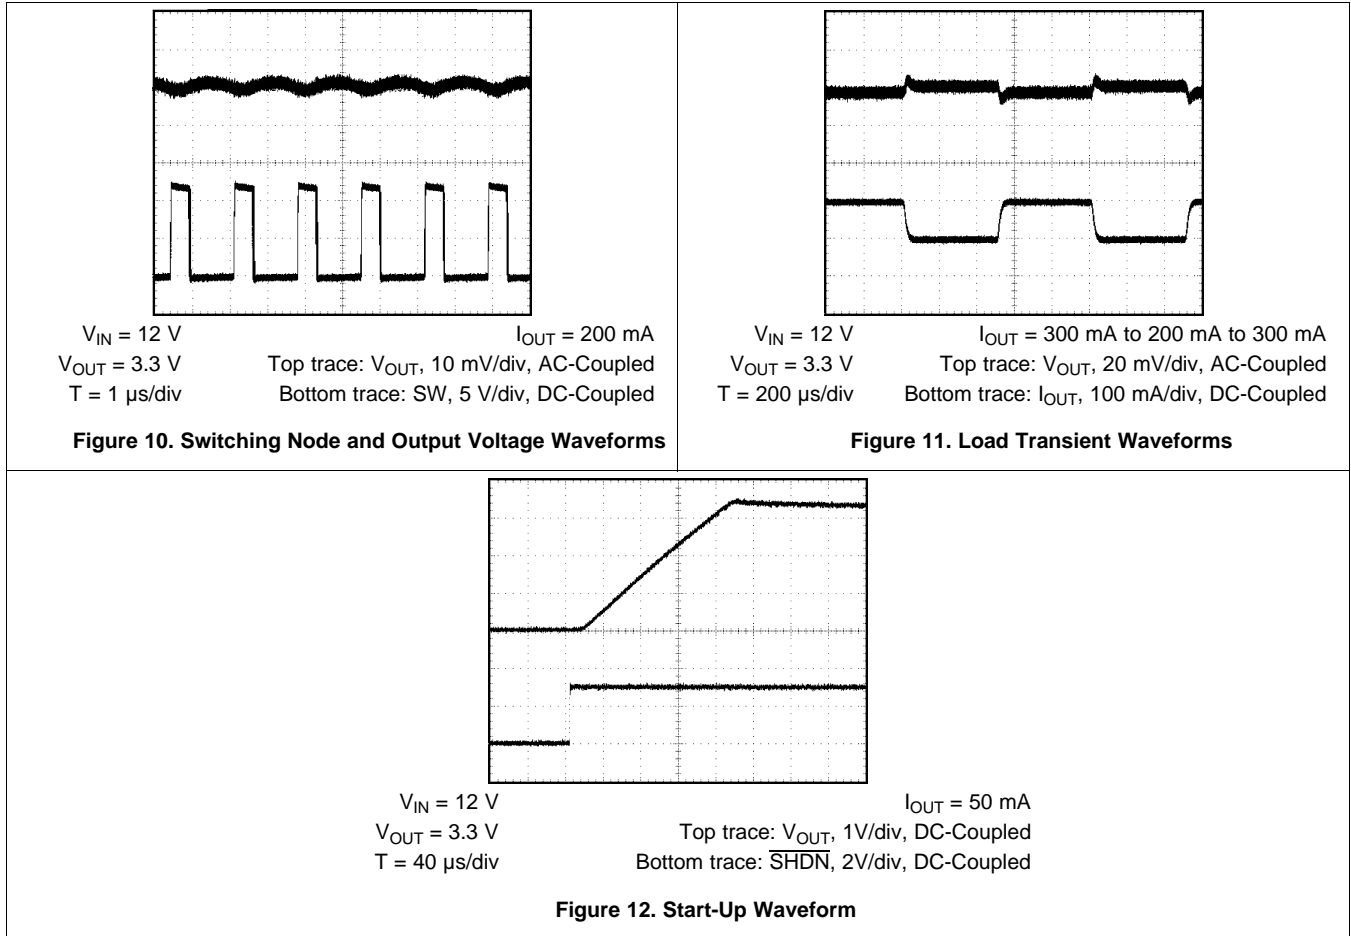 V_IN = 12 V
I_OUT = 200 mA
V_OUT = 3.3 V
Top trace: V_OUT, 10 mV/div, AC-Coupled
T = 1 µs/div
Bottom trace: SW, 5 V/div, DC-Coupled
Figure 10. Switching Node and Output Voltage Waveforms
V_IN = 12 V
I_OUT = 300 mA to 200 mA to 300 mA
V_OUT = 3.3 V
Top trace: V_OUT, 20 mV/div, AC-Coupled
T = 200 µs/div
Bottom trace: I_OUT, 100 mA/div, DC-Coupled
Figure 11. Load Transient Waveforms
V_IN = 12 V
I_OUT = 50 mA
V_OUT = 3.3 V
Top trace: V_OUT, 1V/div, DC-Coupled
T = 40 µs/div
Bottom trace: S̅H̅D̅N̅, 2V/div, DC-Coupled
Figure 12. Start-Up Waveform